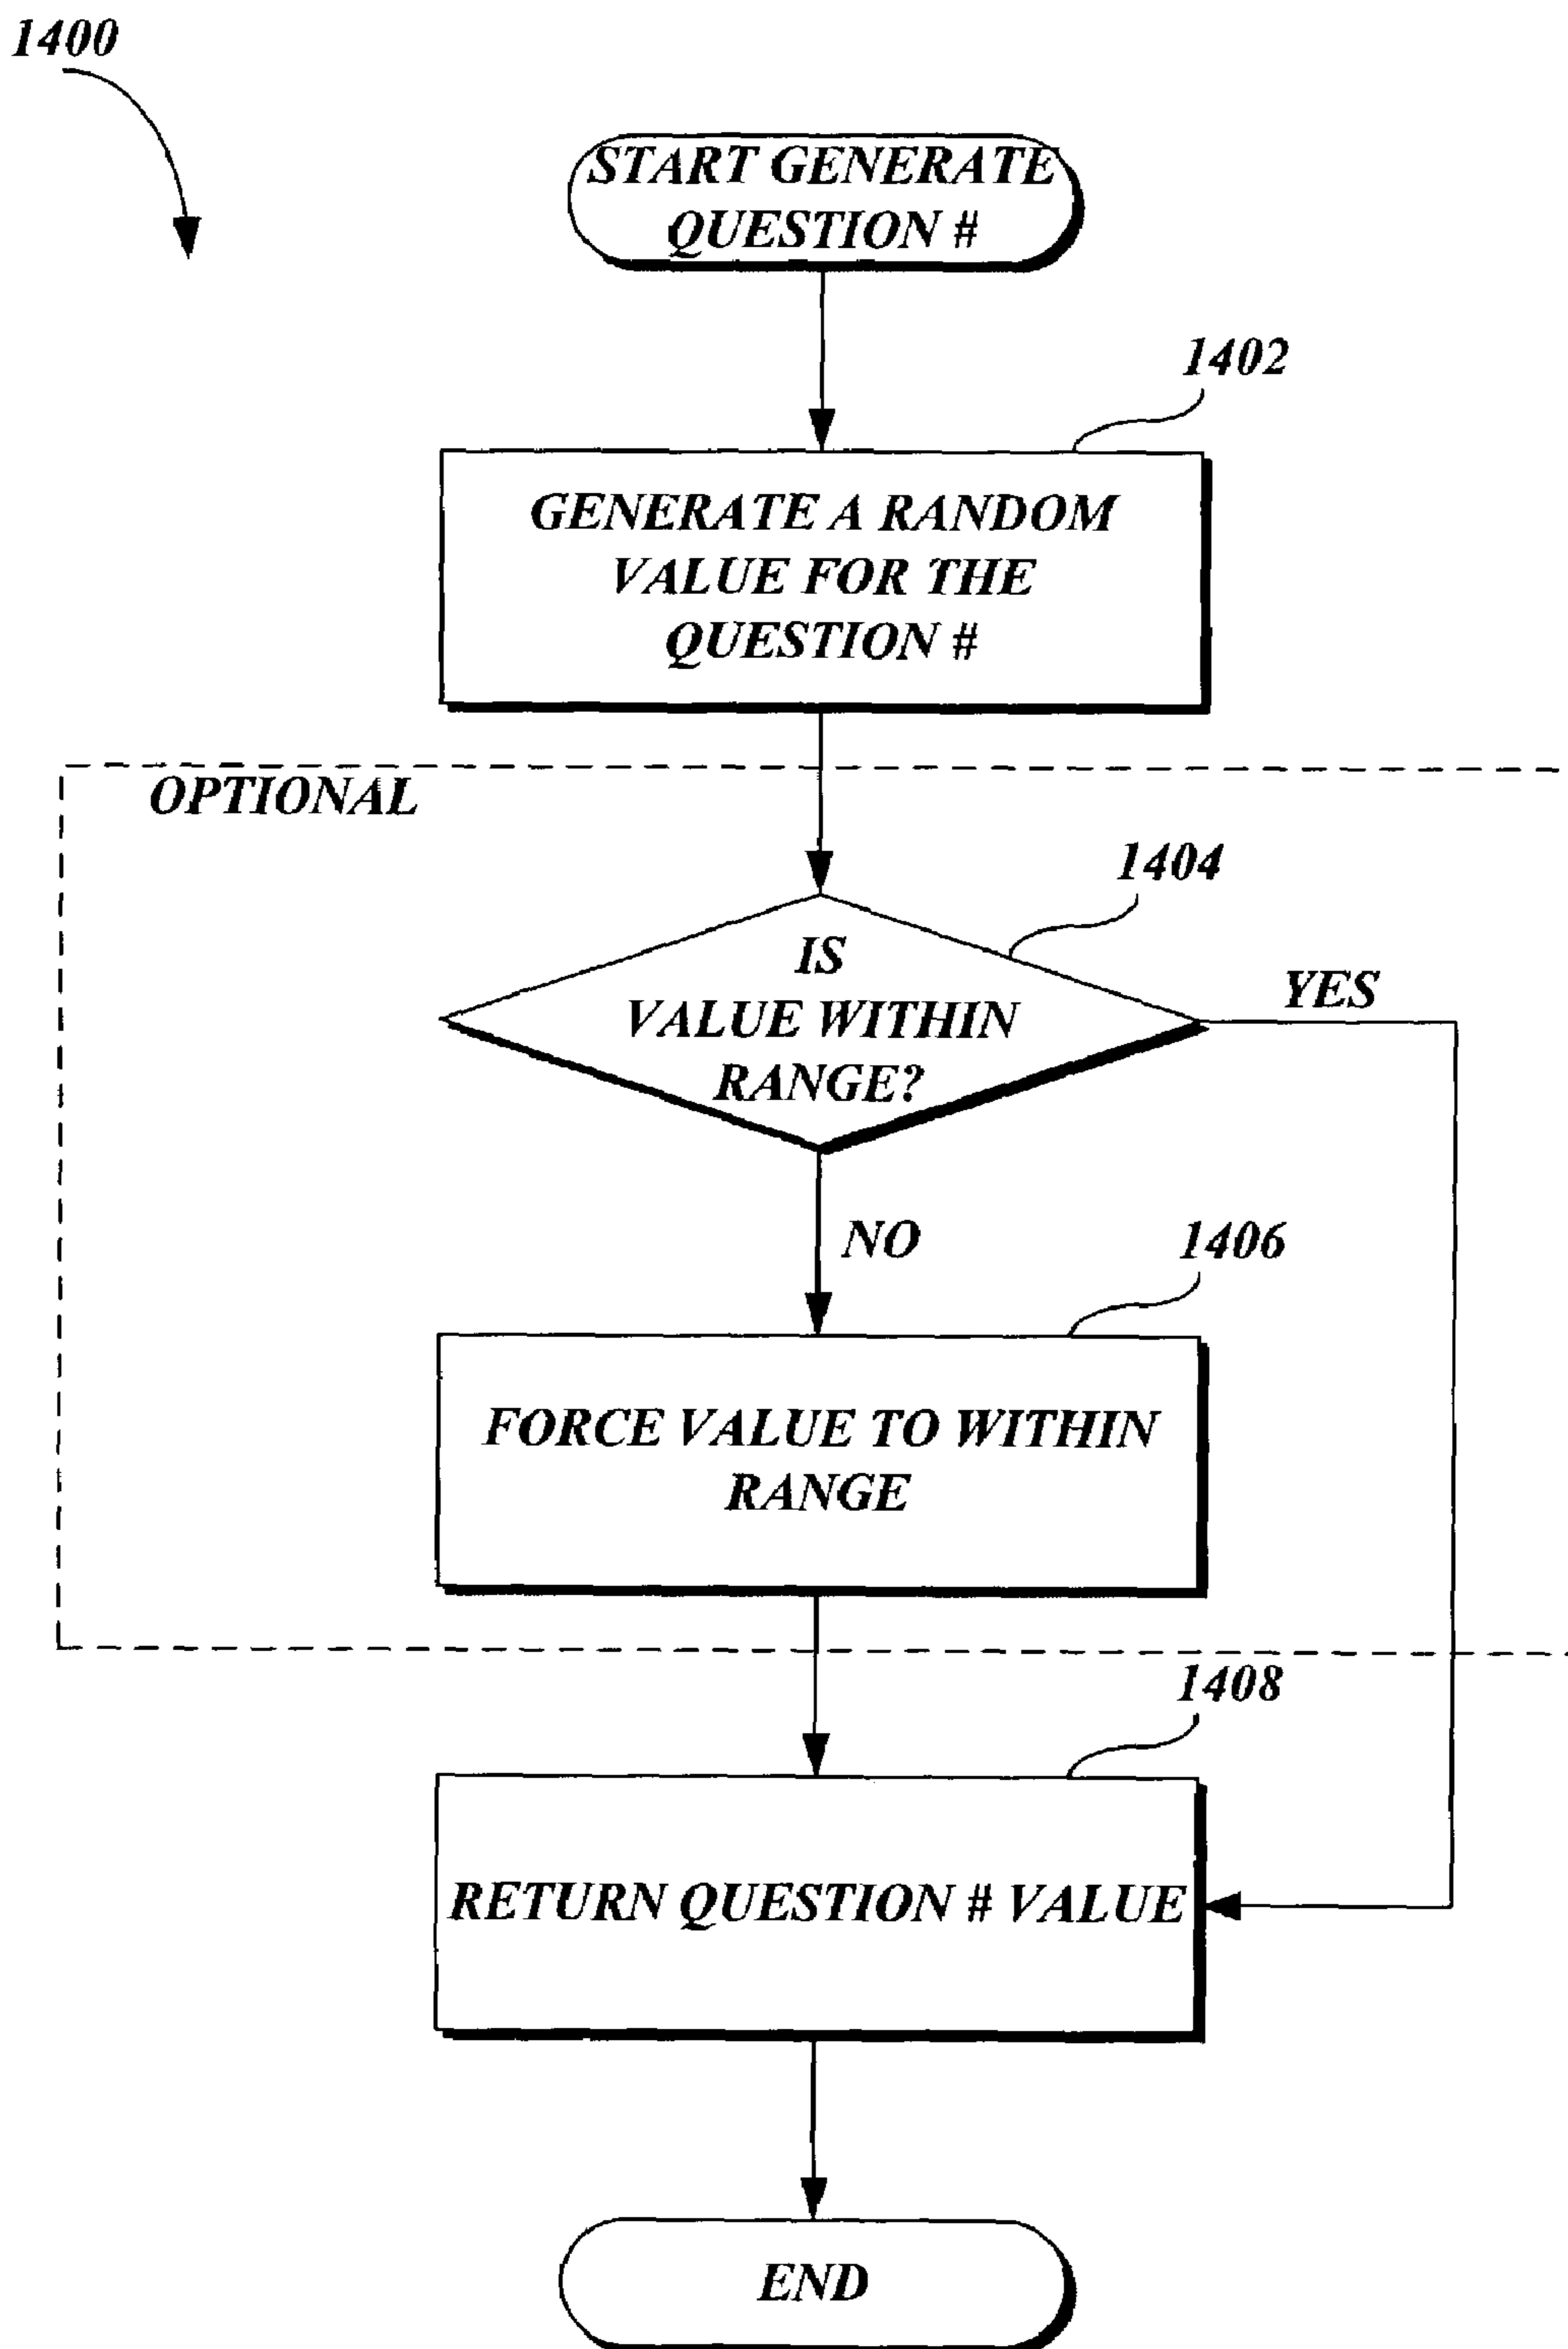 1400
START GENERATE
QUESTION #
1402
GENERATE A RANDOM
VALUE FOR THE
QUESTION #
OPTIONAL
1404
IS
VALUE WITHIN
RANGE?
YES
NO
1406
FORCE VALUE TO WITHIN
RANGE
1408
RETURN QUESTION # VALUE
END